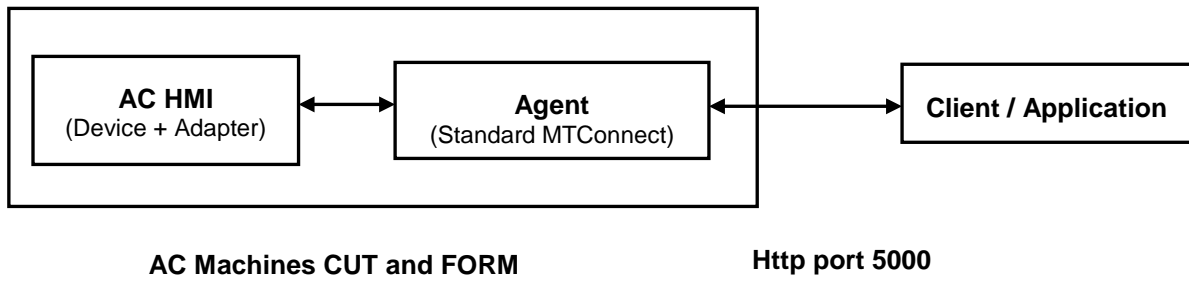 AC HMI
(Device + Adapter)
Agent
(Standard MTConnect)
Client / Application
AC Machines CUT and FORM
Http port 5000